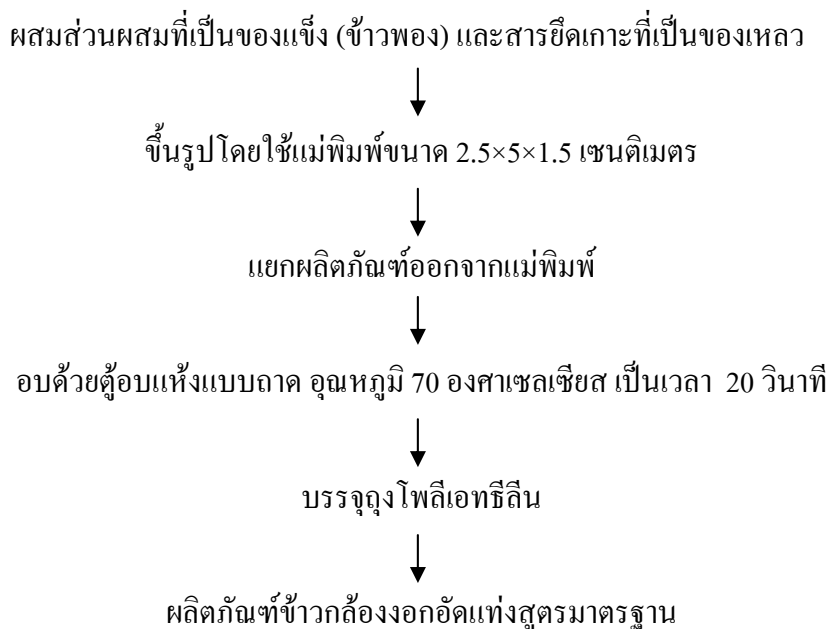 ผสมส่วนผสมที่เป็นของแข็ง (ข้าวพอง) และสารยึดเกาะที่เป็นของเหลว
ขึ้นรูปโดยใช้แม่พิมพ์ขนาด 2.5×5×1.5 เซนติเมตร
แยกผลิตภัณฑ์ออกจากแม่พิมพ์
อบด้วยตู้อบแห้งแบบถาด อุณหภูมิ 70 องศาเซลเซียส เป็นเวลา 20 วินาที
บรรจุถุงโพลีเอทธีลีน
ผลิตภัณฑ์ข้าวกล้องงอกอัดแท่งสูตรมาตรฐาน